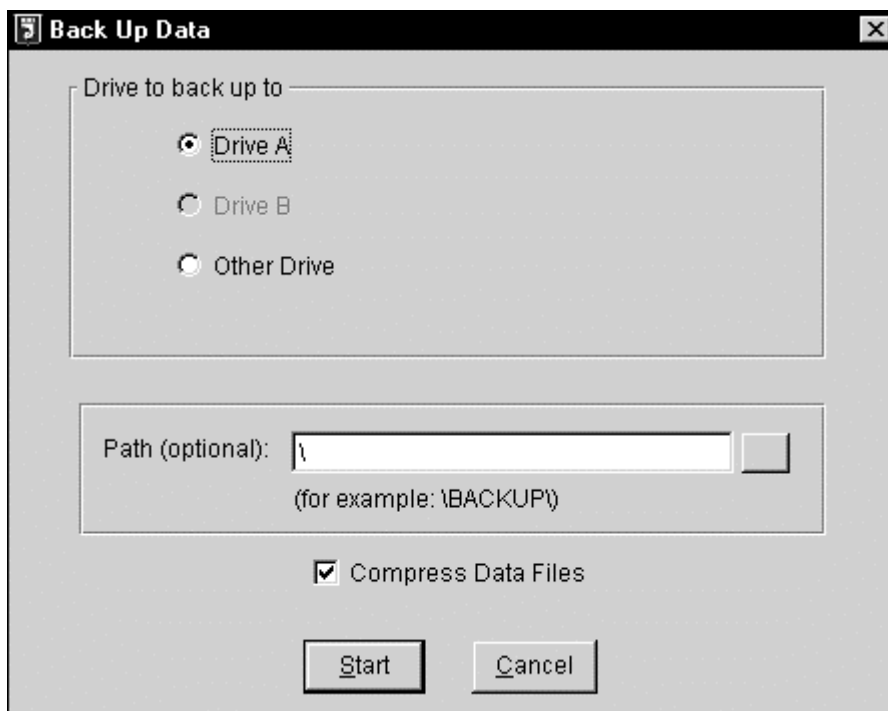 Back Up Data
Drive to back up to
Drive A
Drive B
Other Drive
Path (optional): \
(for example: \BACKUP\)
Compress Data Files
Start Cancel